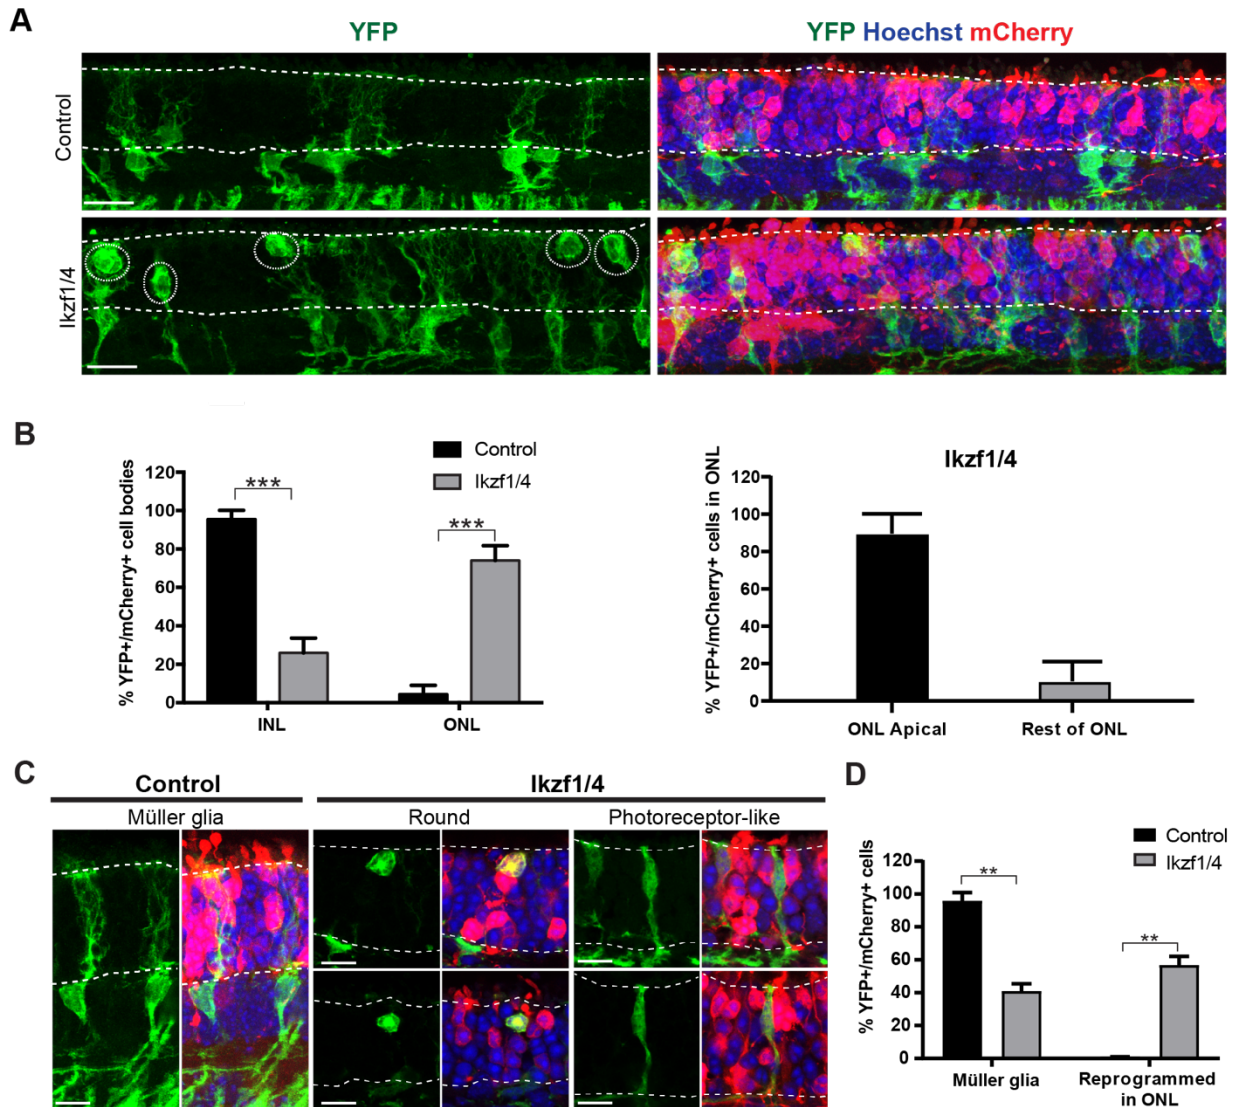 A
YFP
YFP Hoechst mCherry
Control
Ikzf1/4
B
Control
Ikzf1/4
% YFP+/mCherry+ cell bodies
120
100
80
60
40
20
0
***
***
INL
ONL
Ikzf1/4
% YFP+/mCherry+ cells in ONL
120
100
80
60
40
20
0
ONL Apical
Rest of ONL
C
Control
Ikzf1/4
Müller glia
Round
Photoreceptor-like
D
Control
Ikzf1/4
% YFP+/mCherry+ cells
120
100
80
60
40
20
0
**
**
Müller glia
Reprogrammed
in ONL